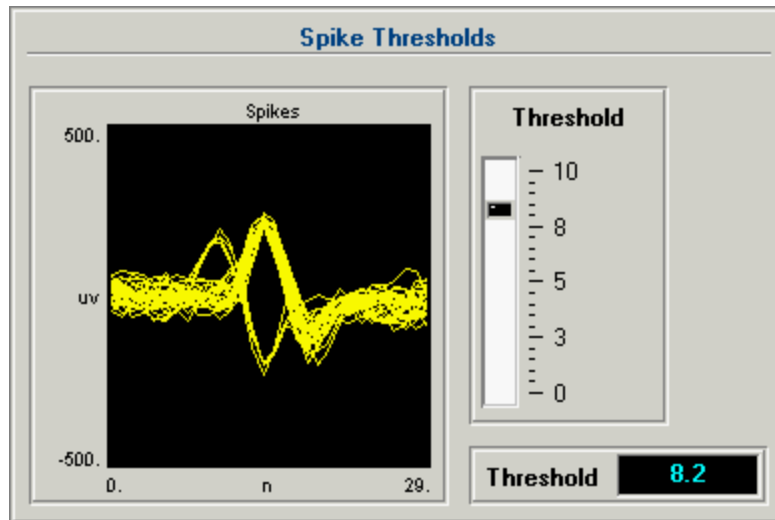 Spike Thresholds
Spikes
500.
uv
-500.
0.
n
29.
Threshold
10
8
5
3
0
Threshold
8.2